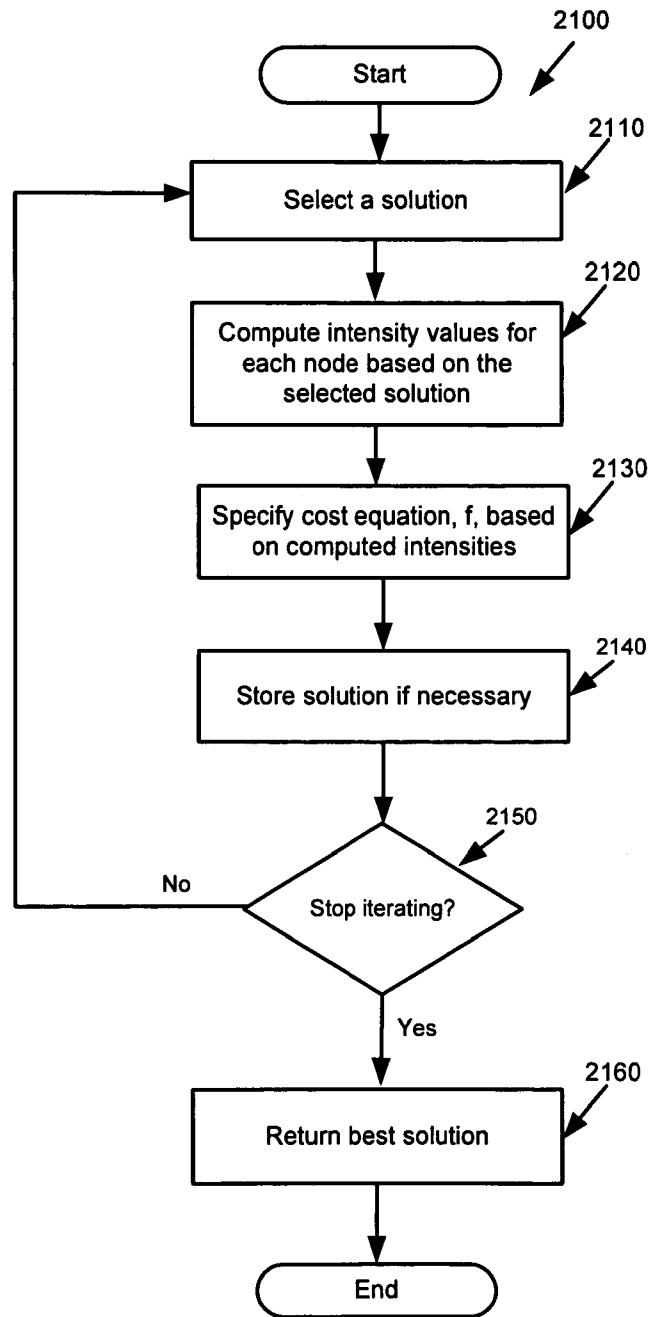 2100
Start
2110
Select a solution
2120
Compute intensity values for
each node based on the
selected solution
2130
Specify cost equation, f, based
on computed intensities
2140
Store solution if necessary
2150
No
Stop iterating?
Yes
2160
Return best solution
End